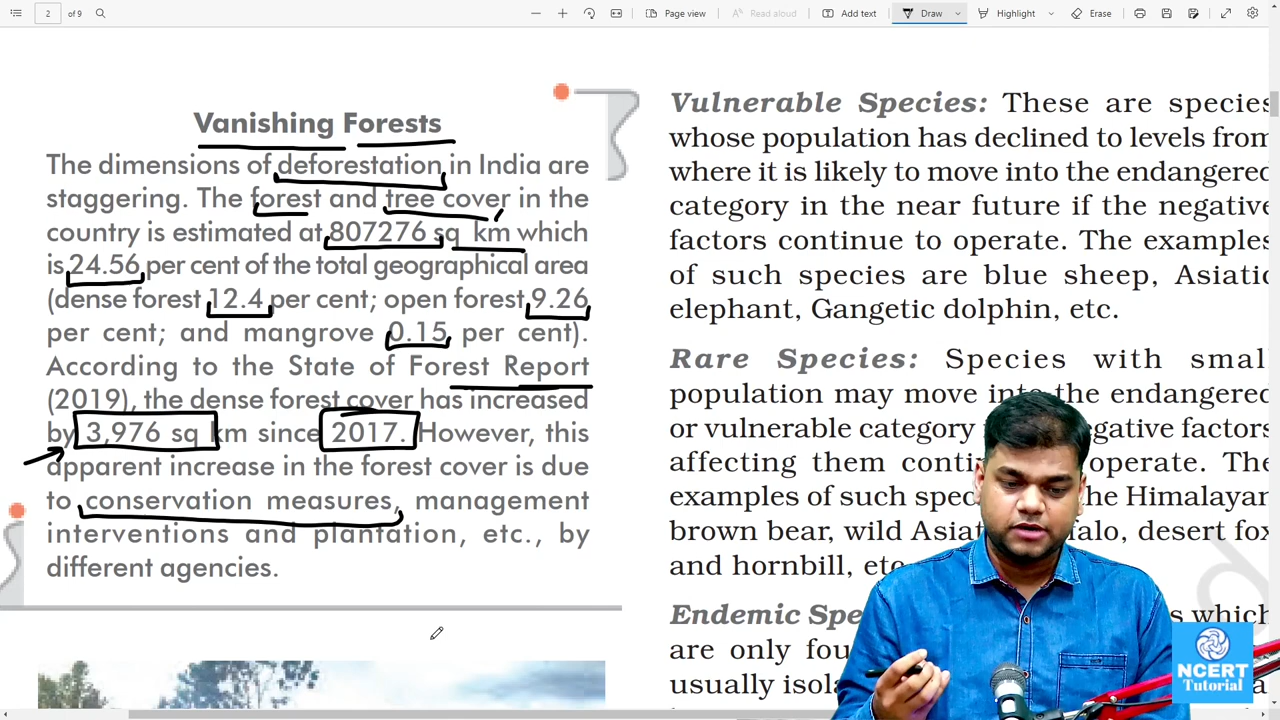 2 of 9
Page view
Read aloud
Add text
Draw
Highlight
Erase
Vanishing Forests
The dimensions of deforestation in India are
staggering. The forest and tree cover in the
country is estimated at 807276 sq km which
is 24.56 per cent of the total geographical area
(dense forest 12.4 per cent; open forest 9.26
per cent; and mangrove 0.15 per cent).
According to the State of Forest Report
(2019), the dense forest cover has increased
by 3,976 sq km since 2017. However, this
apparent increase in the forest cover is due
to conservation measures, management
interventions and plantation, etc., by
different agencies.
Vulnerable Species: These are species
whose population has declined to levels from
where it is likely to move into the endangered
category in the near future if the negative
factors continue to operate. The examples
of such species are blue sheep, Asiatic
elephant, Gangetic dolphin, etc.
Rare Species: Species with small
population may move into the endangered
or vulnerable category negative factors
affecting them operate. The
examples of such the Himalayan
brown bear, wild desert fox
and hornbill,
Endemic which
are only
usually
NCERT
Tutorial